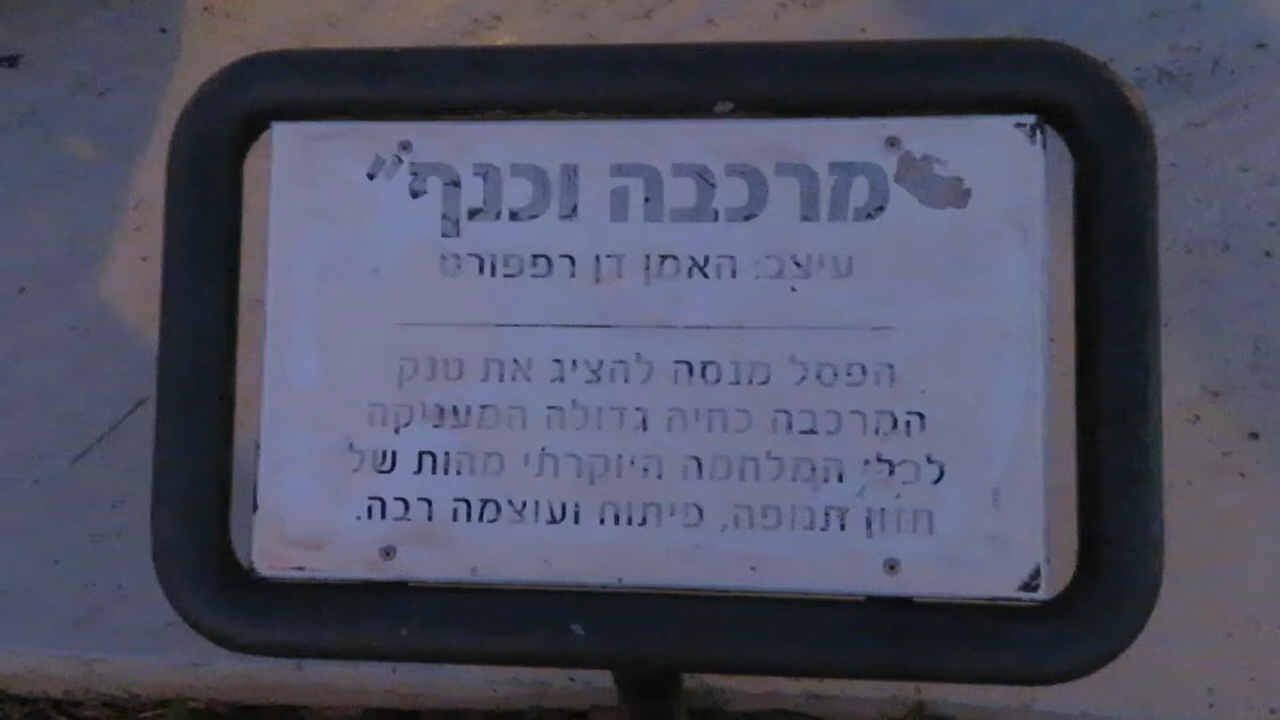 "מרכבה וכנף"
עיצב: האמן דן רפפורט
הפסל מנסה להציג את טנק
המרכבה כחיה גדולה המעניקה
לכלי המלחמה היוקרתי מהות של
חזון תנופה, פיתוח ועוצמה רבה.